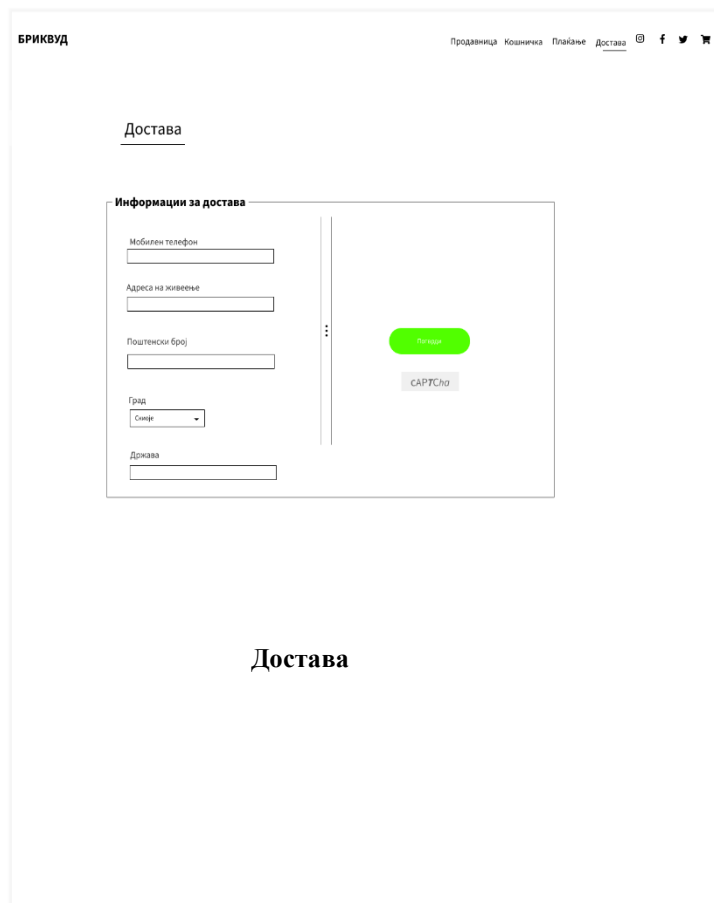 БРИКВУД
Продавница Кошничка Плаќање Достава
Достава
Информации за достава
Мобилен телефон
Адреса на живеење
Поштенски број
Град
Скопје
Држава
cAPTCha
Достава